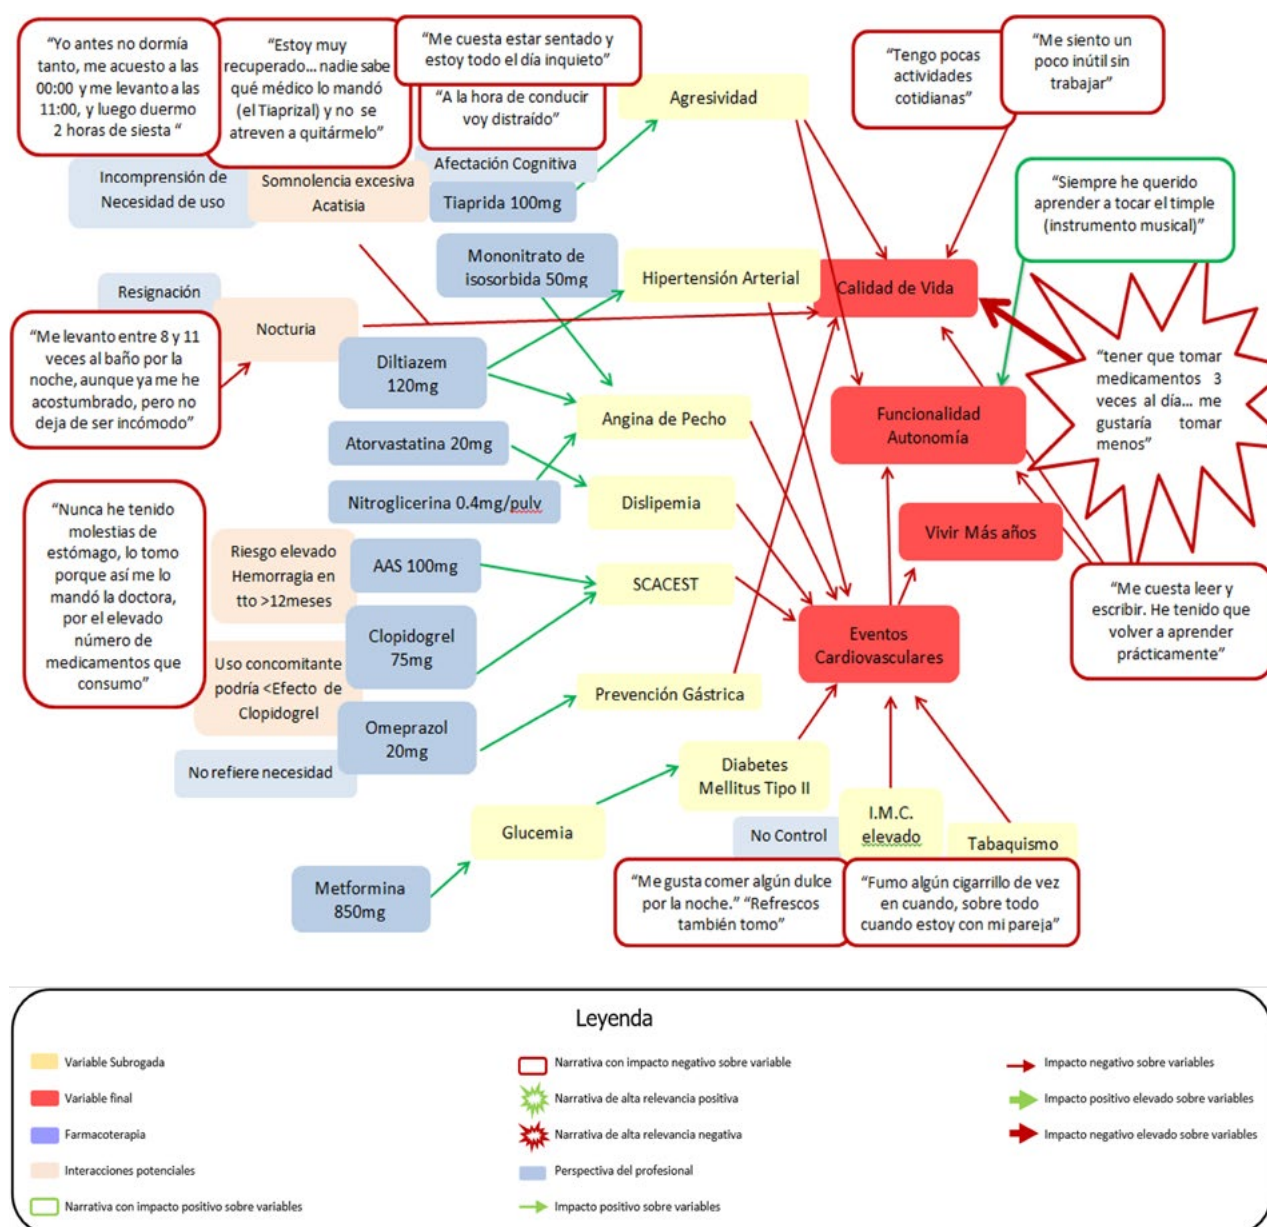 “Yo antes no dormía
tanto, me acuesto a las
00:00 y me levanto a las
11:00, y luego duermo
2 horas de siesta “
“Estoy muy
recuperado... nadie sabe
qué médico lo mandó
(el Tiaprizal) y no se
atreven a quitármelo”
“Me cuesta estar sentado y
estoy todo el día inquieto”
“A la hora de conducir
voy distraído”
Agresividad
“Tengo pocas
actividades
cotidianas”
“Me siento un
poco inútil sin
trabajar”
Incomprensión de
Necesidad de uso
Somnolencia excesiva
Acatisia
Afectación Cognitiva
Tiaprida 100mg
“Siempre he querido
aprender a tocar el timple
(instrumento musical)”
Mononitrato de
isosorbida 50mg
Hipertensión Arterial
Calidad de Vida
Resignación
Nocturia
“Me levanto entre 8 y 11
veces al baño por la
noche, aunque ya me he
acostumbrado, pero no
deja de ser incómodo”
Diltiazem
120mg
“tener que tomar
medicamentos 3
veces al día... me
gustaría tomar
menos”
Angina de Pecho
Funcionalidad
Autonomía
Atorvastatina 20mg
Nitroglicerina 0.4mg/pulv
Dislipemia
Vivir Más años
“Nunca he tenido
molestias de
estómago, lo tomo
porque así me lo
mandó la doctora,
por el elevado
número de
medicamentos que
consumo”
Riesgo elevado
Hemorragia en
tto >12meses
AAS 100mg
SCACEST
“Me cuesta leer y
escribir. He tenido que
volver a aprender
prácticamente”
Clopidogrel
75mg
Eventos
Cardiovasculares
Uso concomitante
podría <Efecto de
Clopidogrel
Prevención Gástrica
Omeprazol
20mg
No refiere necesidad
Diabetes
Mellitus Tipo II
Glucemia
No Control
I.M.C.
elevado
Tabaquismo
Metformina
850mg
“Me gusta comer algún dulce
por la noche.” “Refrescos
también tomo”
“Fumo algún cigarrillo de vez
en cuando, sobre todo
cuando estoy con mi pareja”
Leyenda
Variable Subrogada
Variable final
Farmacoterapia
Interacciones potenciales
Narrativa con impacto positivo sobre variables
Narrativa con impacto negativo sobre variable
Narrativa de alta relevancia positiva
Narrativa de alta relevancia negativa
Perspectiva del profesional
Impacto positivo sobre variables
Impacto negativo sobre variables
Impacto positivo elevado sobre variables
Impacto negativo elevado sobre variables